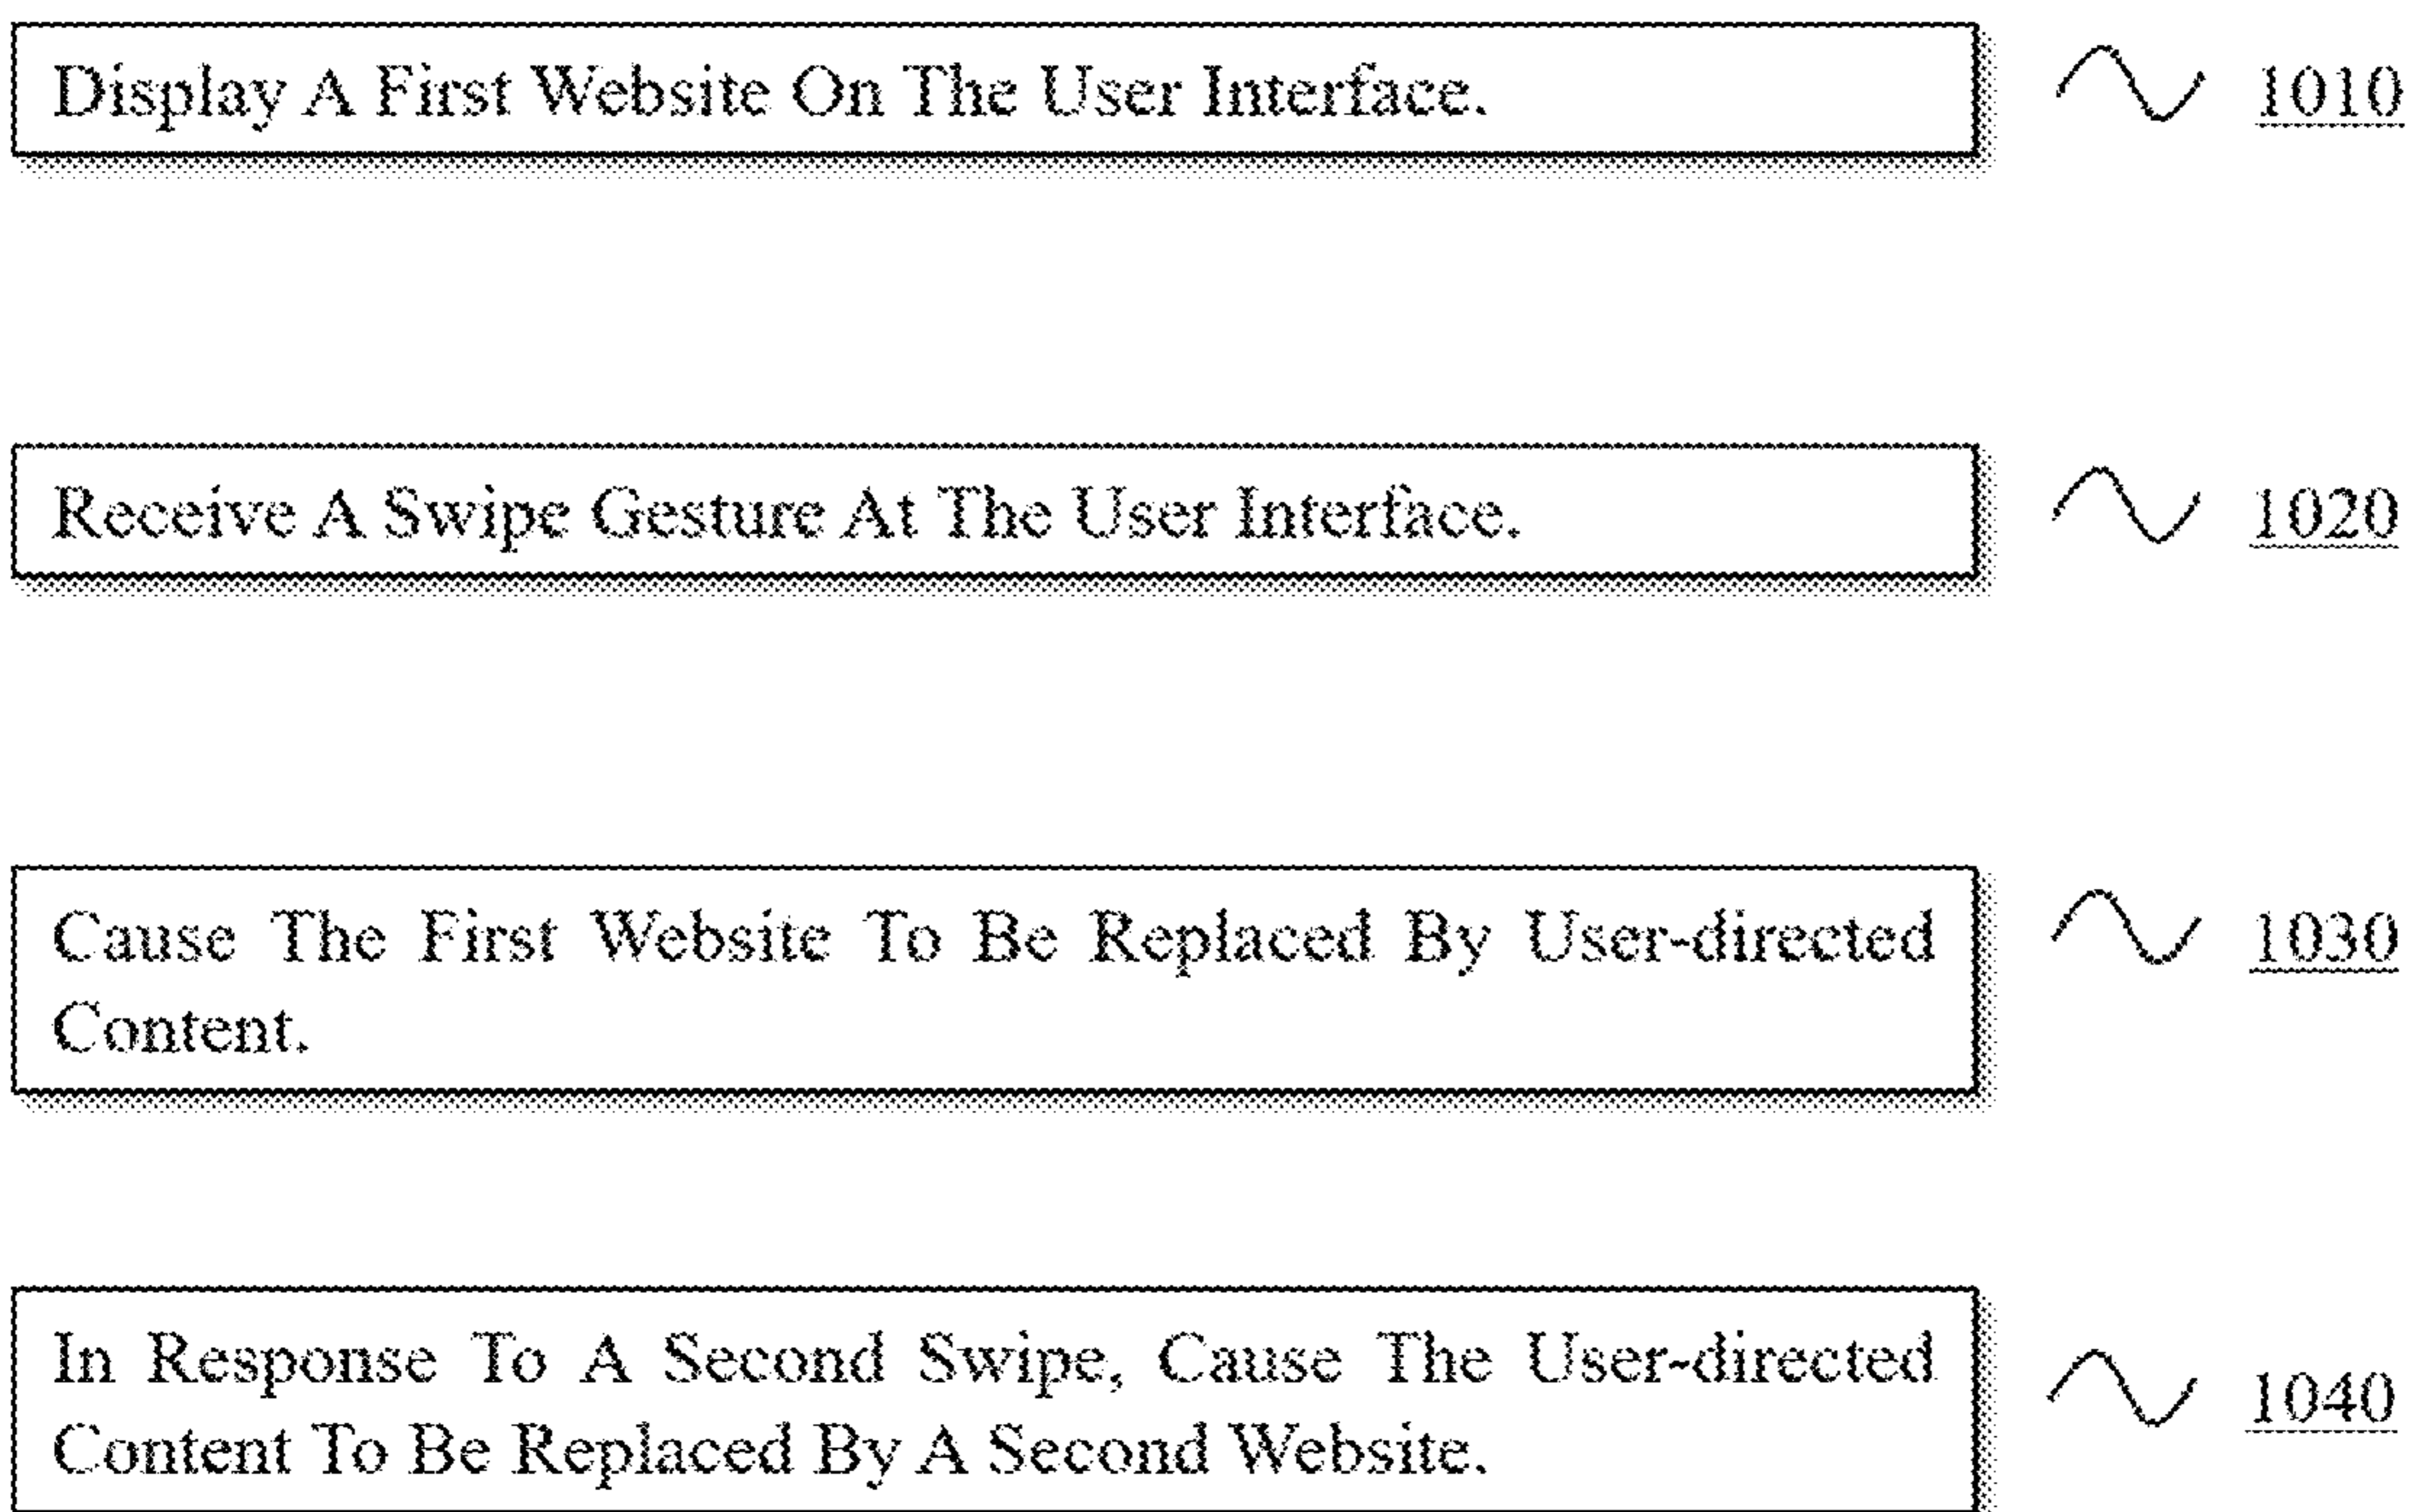 Display A First Website On The User Interface. 1010
Receive A Swipe Gesture At The User Interface. 1020
Cause The First Website To Be Replaced By User-directed 1030
Content.
In Response To A Second Swipe, Cause The User-directed 1040
Content To Be Replaced By A Second Website.